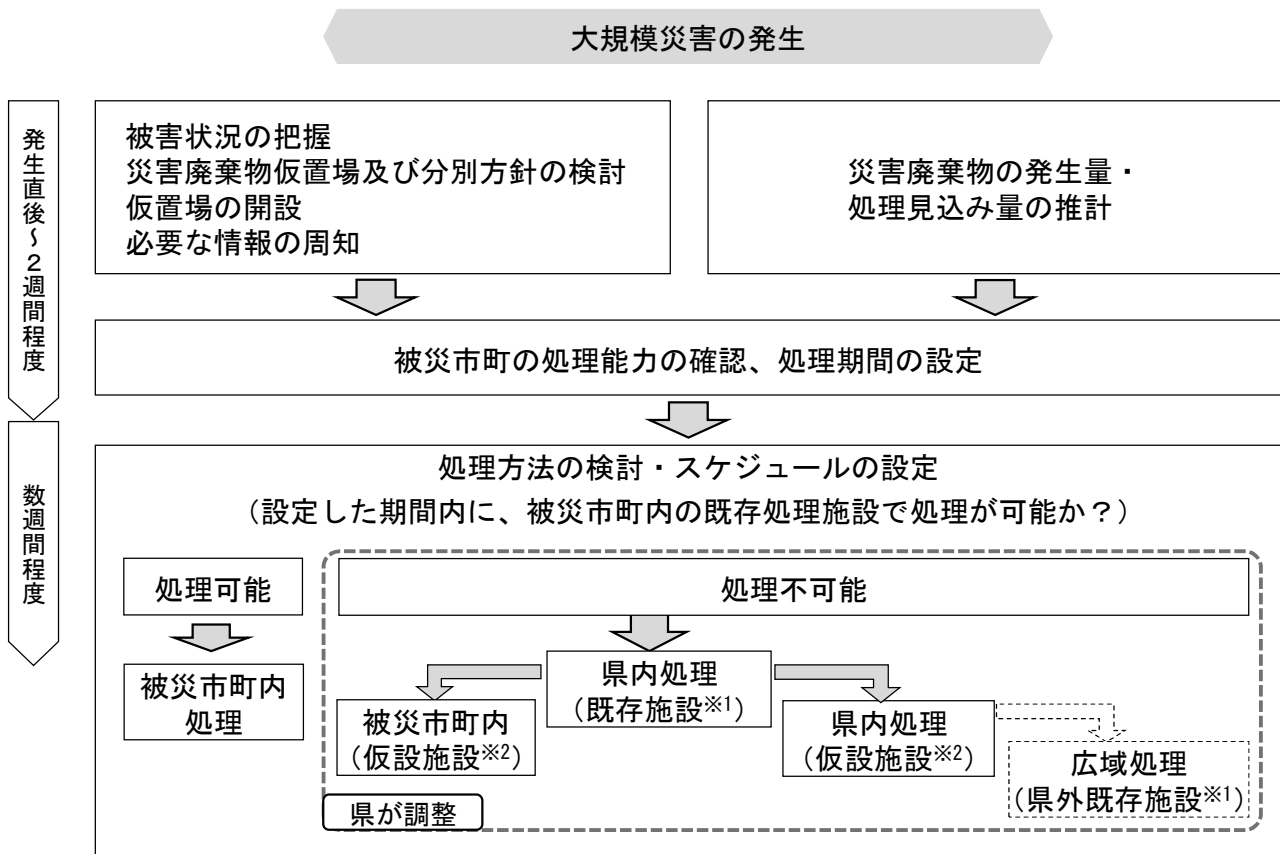 大規模災害の発生
発生直後～2週間程度
被害状況の把握
災害廃棄物仮置場及び分別方針の検討
仮置場の開設
必要な情報の周知
災害廃棄物の発生量・
処理見込み量の推計
被災市町の処理能力の確認、処理期間の設定
数週間程度
処理方法の検討・スケジュールの設定
（設定した期間内に、被災市町内の既存処理施設で処理が可能か？）
処理可能
処理不可能
被災市町内
処理
県内処理
（既存施設※1）
被災市町内
（仮設施設※2）
県内処理
（仮設施設※2）
広域処理
（県外既存施設※1）
県が調整